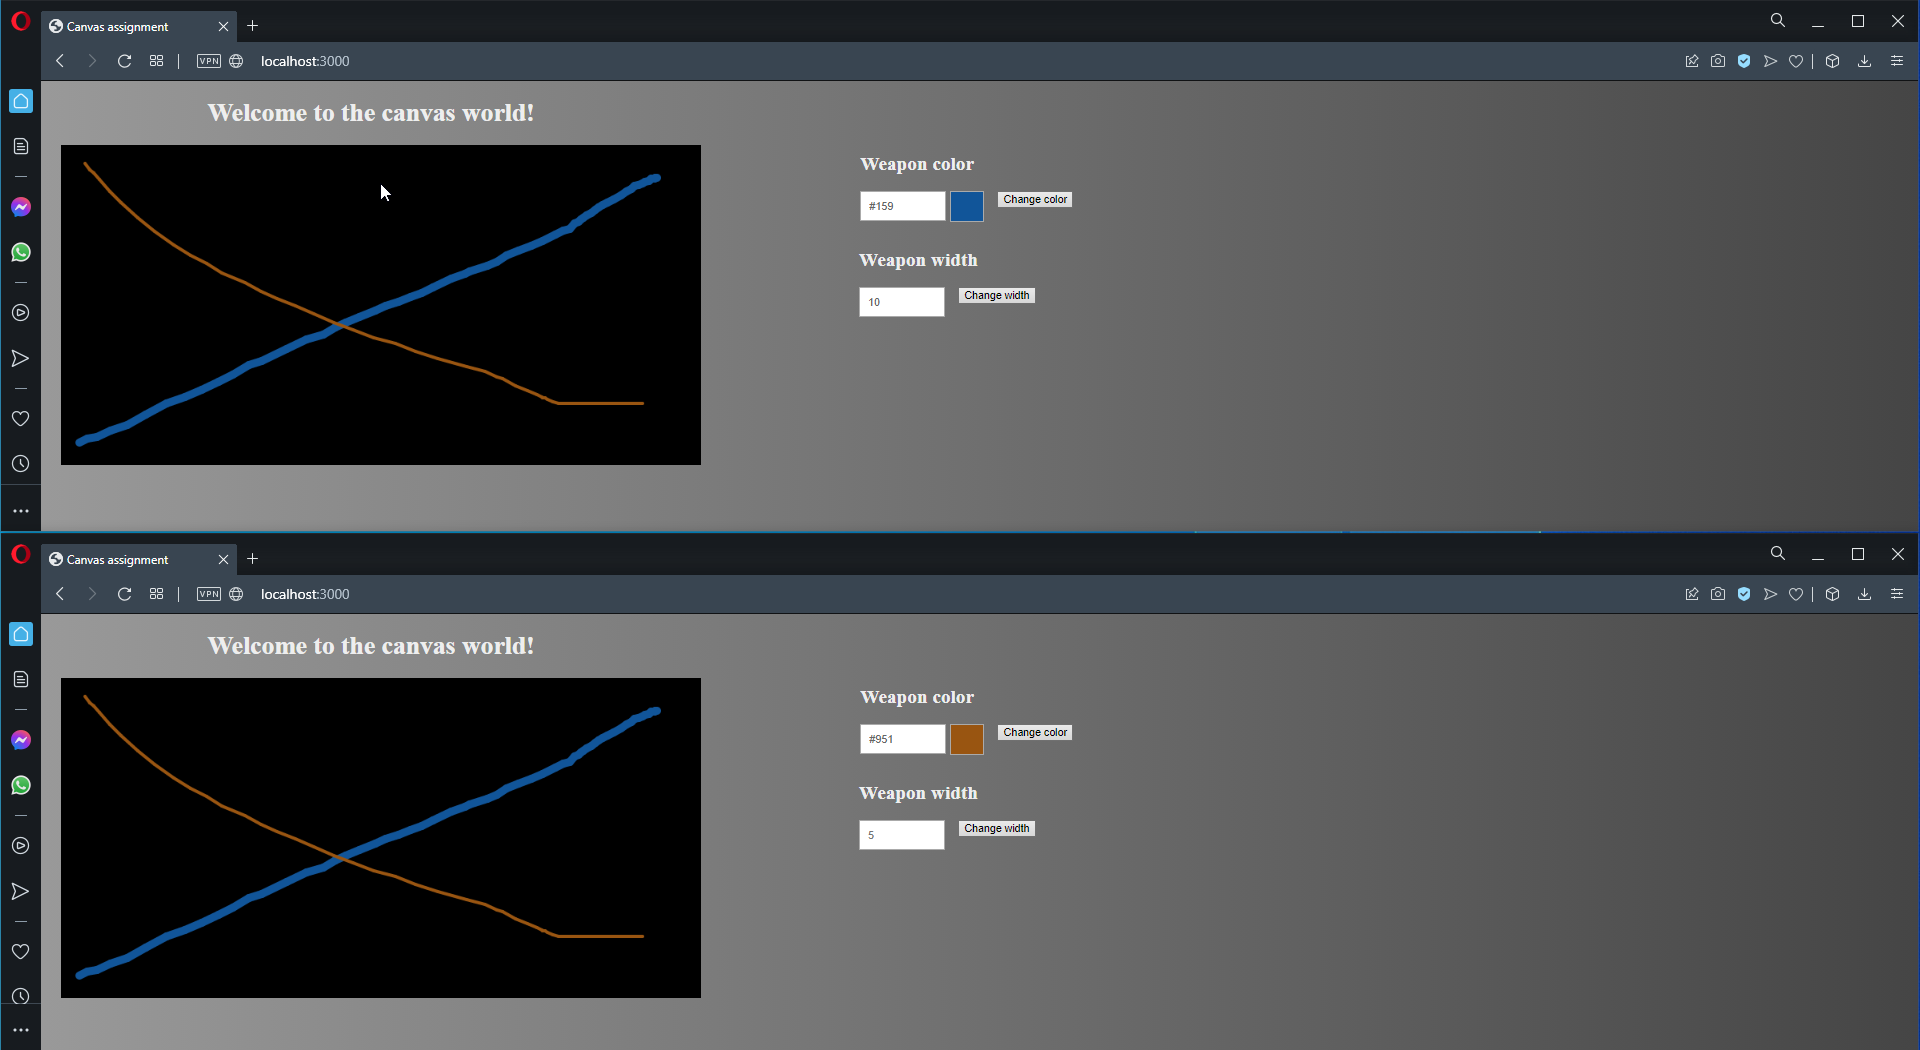 Canvas assignment
VPN
localhost:3000
Welcome to the canvas world!
Weapon color
#159
Change color
Weapon width
10
Change width
Canvas assignment
VPN
localhost:3000
Welcome to the canvas world!
Weapon color
#951
Change color
Weapon width
5
Change width